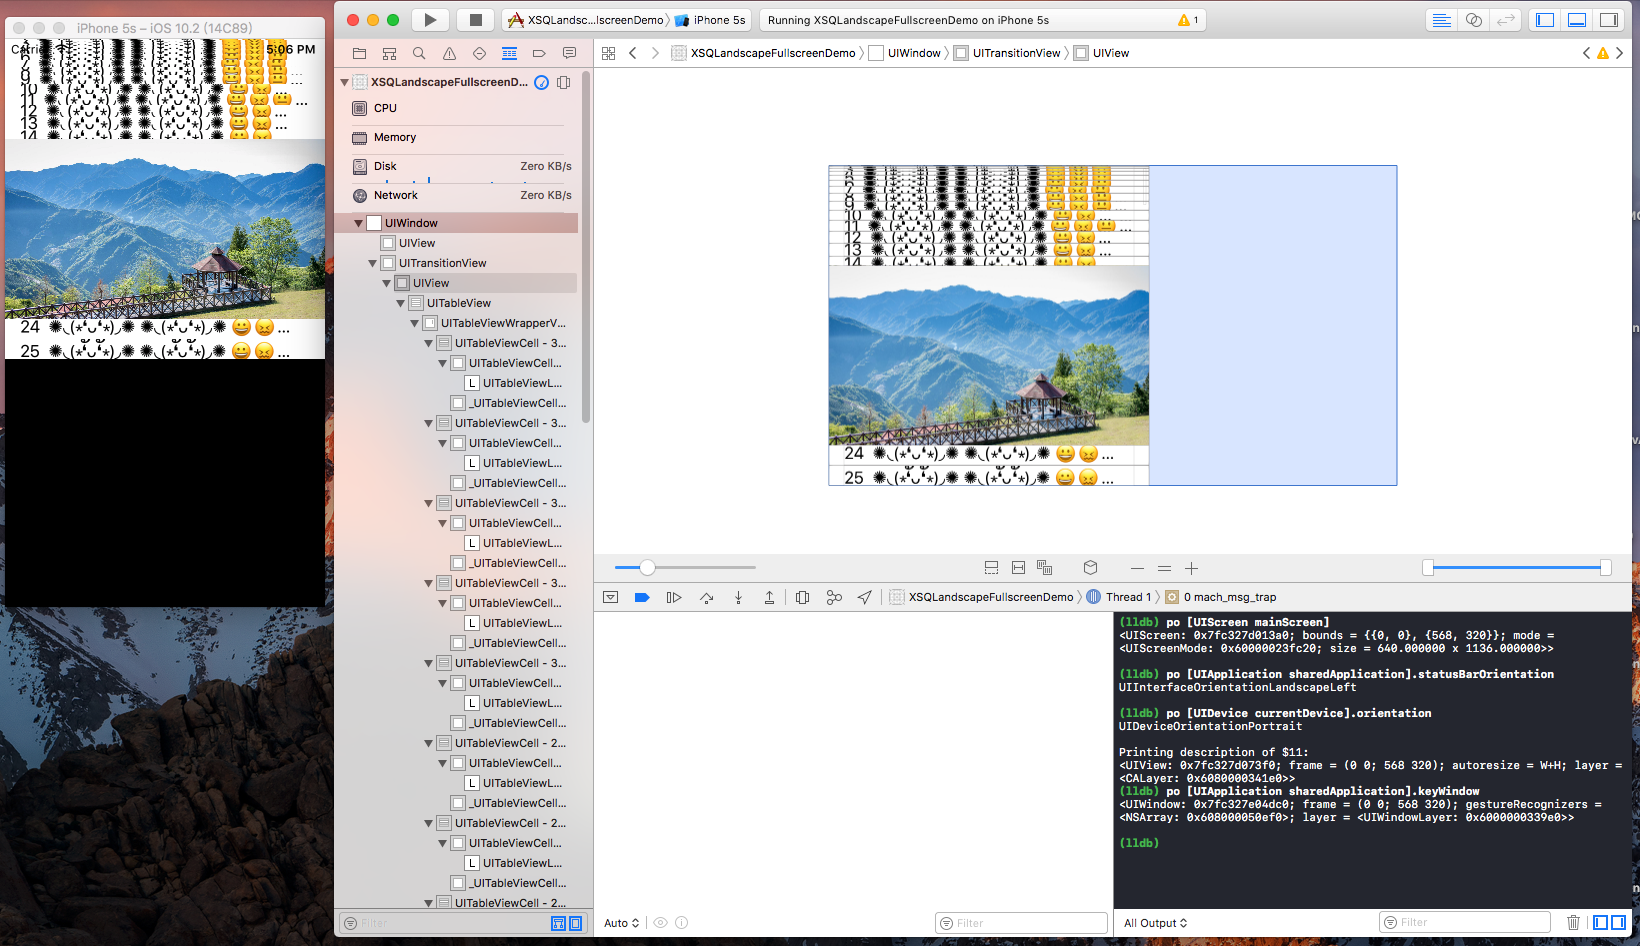 iPhone 5s – iOS 10.2 (14C89)
5:06 PM
10
11
12
13
14
24 ...
25 ...
XSQLandsc...lscreenDemo
iPhone 5s
Running XSQLandscapeFullscreenDemo on iPhone 5s
1
XSQLandscapeFullscreenDemo
UIWindow
UITransitionView
UIView
XSQLandscapeFullscreenD...
CPU
Memory
Disk Zero KB/s
Network Zero KB/s
UIWindow
UIView
UITransitionView
UIView
UITableView
UITableViewWrapperV...
UITableViewCell - 3...
UITableViewCell...
L UITableViewL...
_UITableViewCell...
UITableViewCell - 3...
UITableViewCell...
L UITableViewL...
_UITableViewCell...
UITableViewCell - 3...
UITableViewCell...
L UITableViewL...
_UITableViewCell...
UITableViewCell - 3...
UITableViewCell...
L UITableViewL...
_UITableViewCell...
UITableViewCell - 3...
UITableViewCell...
L UITableViewL...
_UITableViewCell...
UITableViewCell - 2...
UITableViewCell...
L UITableViewL...
_UITableViewCell...
UITableViewCell - 2...
UITableViewCell...
L UITableViewL...
_UITableViewCell...
UITableViewCell - 2...
Filter
10
11
12
13
14
24 ...
25 ...
XSQLandscapeFullscreenDemo
Thread 1
0 mach_msg_trap
(lldb) po [UIScreen mainScreen]
<UIScreen: 0x7fc327d013a0; bounds = {{0, 0}, {568, 320}}; mode =
<UIScreenMode: 0x60000023fc20; size = 640.000000 x 1136.000000>>
(lldb) po [UIApplication sharedApplication].statusBarOrientation
UIInterfaceOrientationLandscapeLeft
(lldb) po [UIDevice currentDevice].orientation
UIDeviceOrientationPortrait
Printing description of $11:
<UIView: 0x7fc327d073f0; frame = (0 0; 568 320); autoresize = W+H; layer =
<CALayer: 0x6080000341e0>>
(lldb) po [UIApplication sharedApplication].keyWindow
<UIWindow: 0x7fc327e04dc0; frame = (0 0; 568 320); gestureRecognizers =
<NSArray: 0x608000050ef0>; layer = <UIWindowLayer: 0x6000000339e0>>
(lldb)
Auto
Filter
All Output
Filter